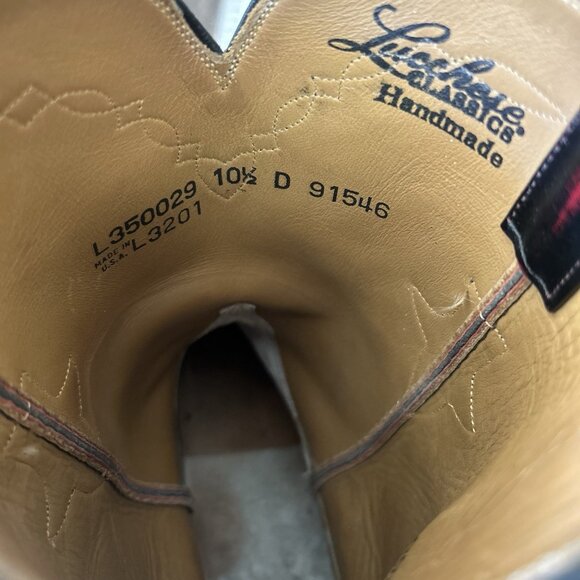 Lucchese®
CLASSICS
Handmade
L350029 10½ D 91546
MADE IN
U.S.A. L3201